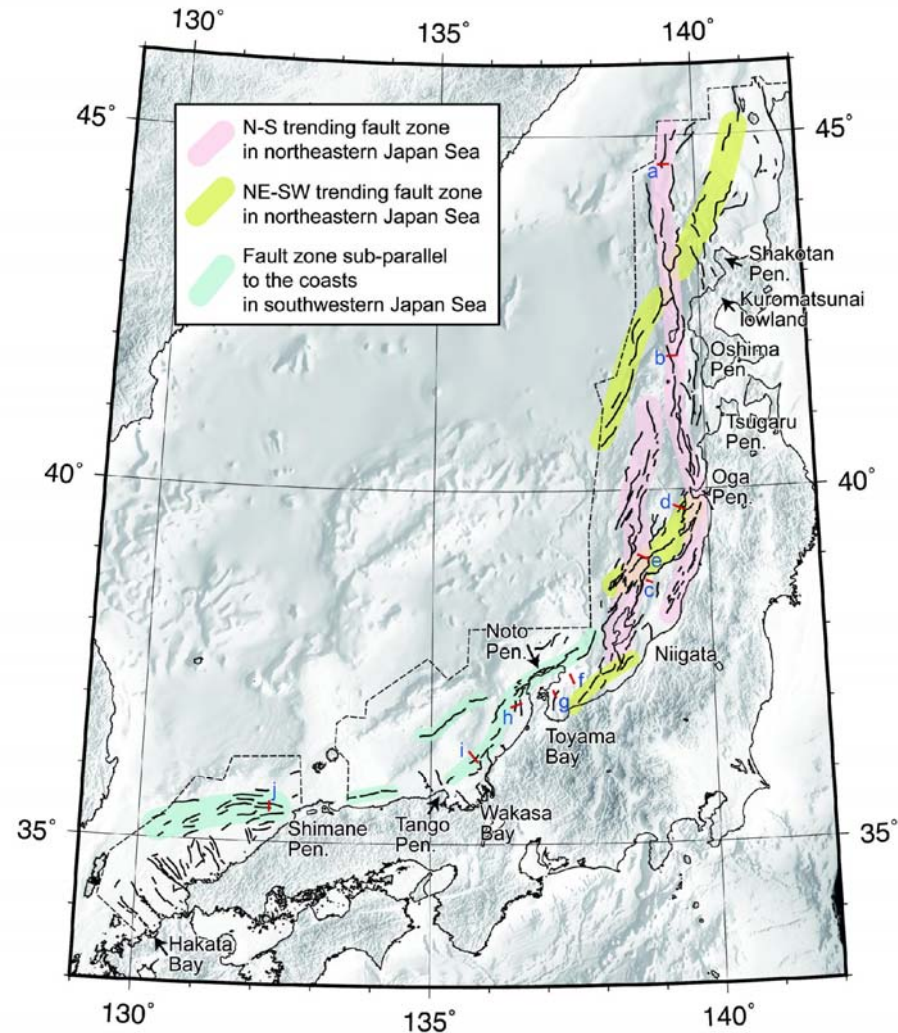 130°
135°
140°
45°
45°
N-S trending fault zone
in northeastern Japan Sea
NE-SW trending fault zone
in northeastern Japan Sea
Fault zone sub-parallel
to the coasts
in southwestern Japan Sea
a
Shakotan
Pen.
Kuromatsunai
lowland
b
Oshima
Pen.
Tsugaru
Pen.
40°
40°
Oga
Pen.
d
e
c
Noto
Pen.
Niigata
f
g
h
Toyama
Bay
i
j
35°
35°
Shimane
Pen.
Tango
Pen.
Wakasa
Bay
Hakata
Bay
130°
135°
140°